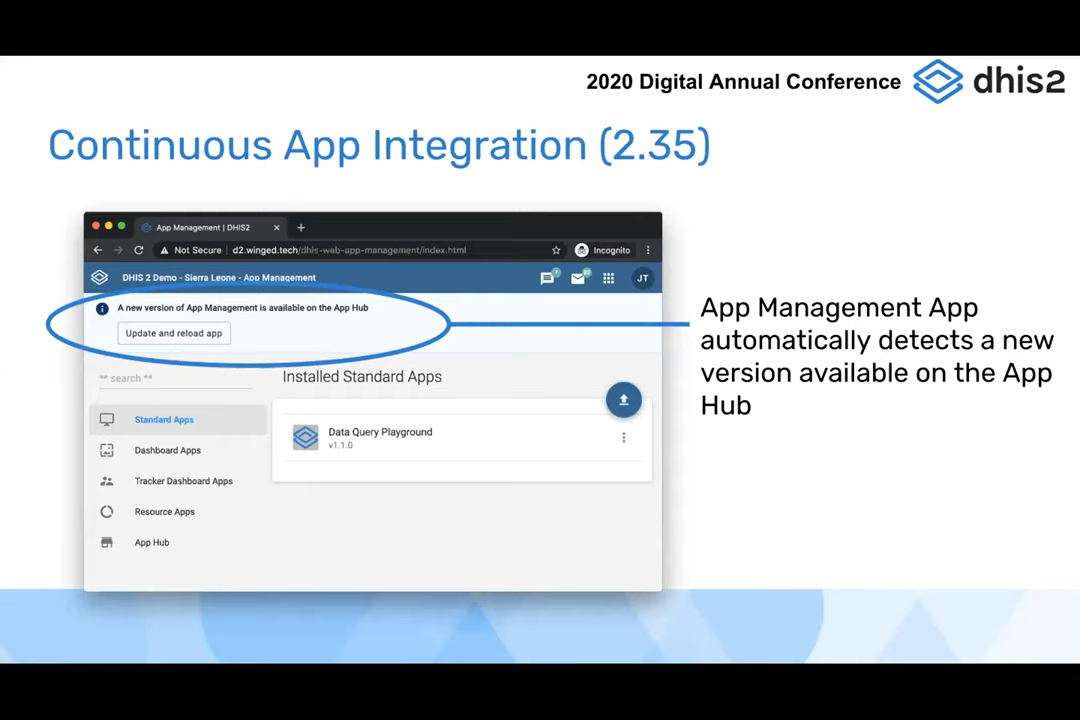 2020 Digital Annual Conference
dhis2
Continuous App Integration (2.35)
App Management | DHIS2
Not Secure d2.winged.tech/dhis-web-app-management/index.html
Incognito
DHIS 2 Demo - Sierra Leone - App Management
JT
A new version of App Management is available on the App Hub
Update and reload app
App Management App
automatically detects a new
version available on the App
Hub
** search **
Installed Standard Apps
Standard Apps
Data Query Playground
v1.1.0
Dashboard Apps
Tracker Dashboard Apps
Resource Apps
App Hub